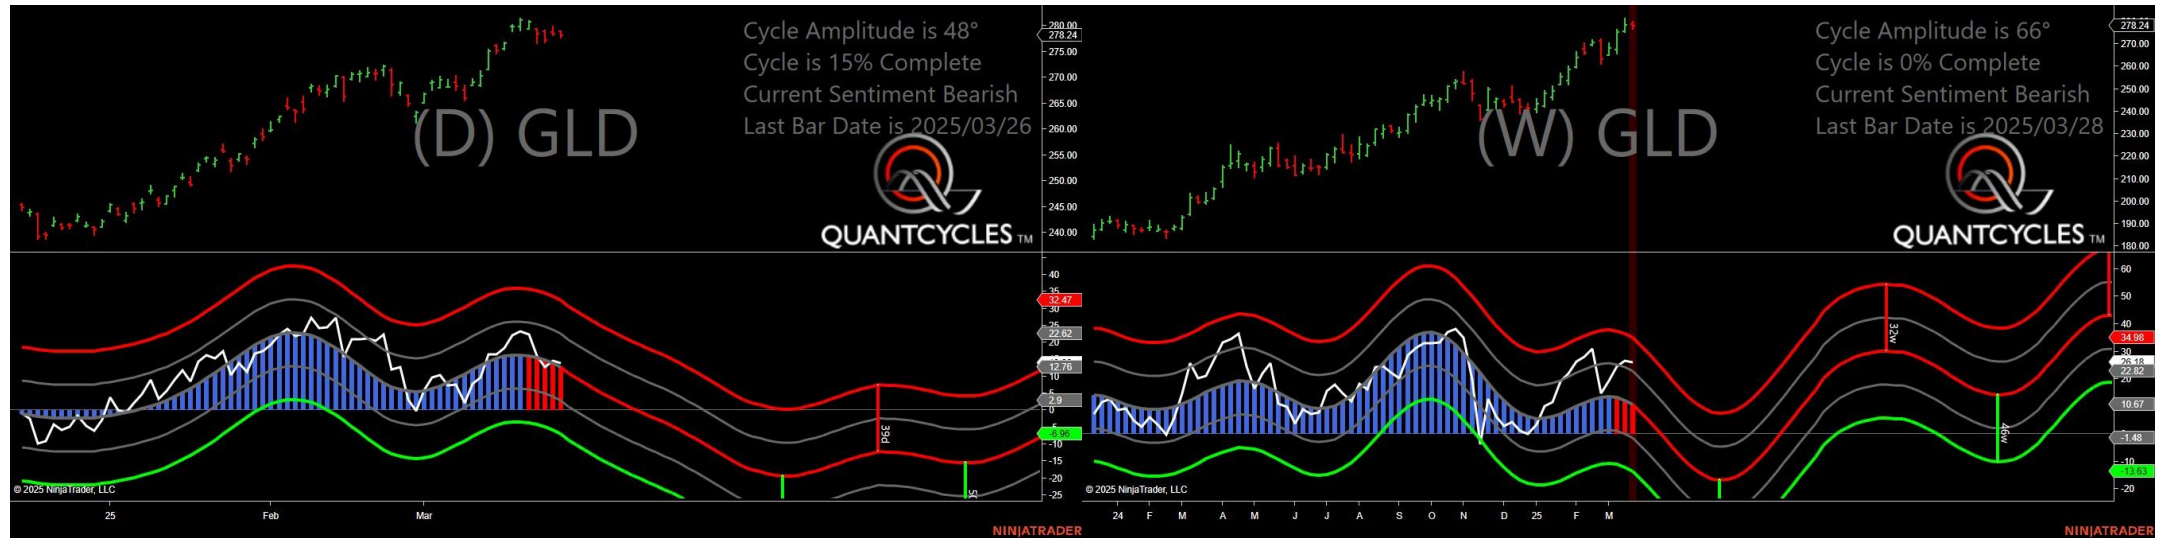 Cycle Amplitude is 48°
Cycle is 15% Complete
Current Sentiment Bearish
Last Bar Date is 2025/03/26
(D) GLD
QUANTCYCLES TM
280.00
278.24
275.00
270.00
265.00
260.00
255.00
250.00
245.00
240.00
40
35
32.47
30
25
22.62
20
12.76
10
2.9
0
-6.96
-10
-15
-20
-25
39d
© 2025 NinjaTrader, LLC
25
Feb
Mar
NINJATRADER
Cycle Amplitude is 66°
Cycle is 0% Complete
Current Sentiment Bearish
Last Bar Date is 2025/03/28
(W) GLD
QUANTCYCLES TM
278.24
270.00
260.00
250.00
240.00
230.00
220.00
210.00
200.00
190.00
180.00
60
50
40
34.98
30
26.18
22.82
20
10.67
-1.48
-10
-13.63
-20
32w
46w
© 2025 NinjaTrader, LLC
24
F
M
A
M
J
J
A
S
O
N
D
25
F
M
NINJATRADER